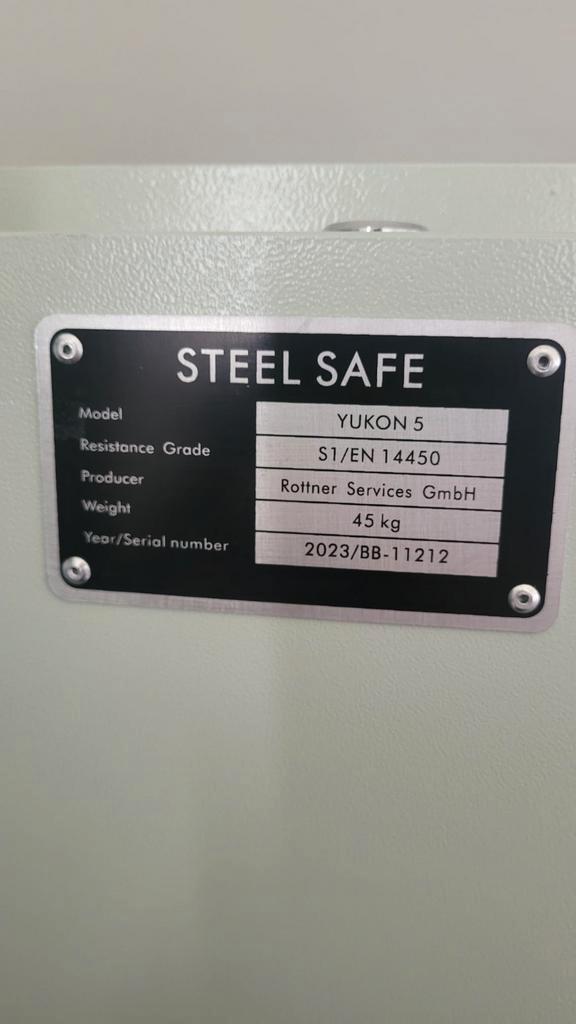 STEEL SAFE
Model YUKON 5
Resistance Grade S1/EN 14450
Producer Rottner Services GmbH
Weight 45 kg
Year/Serial number 2023/BB-11212